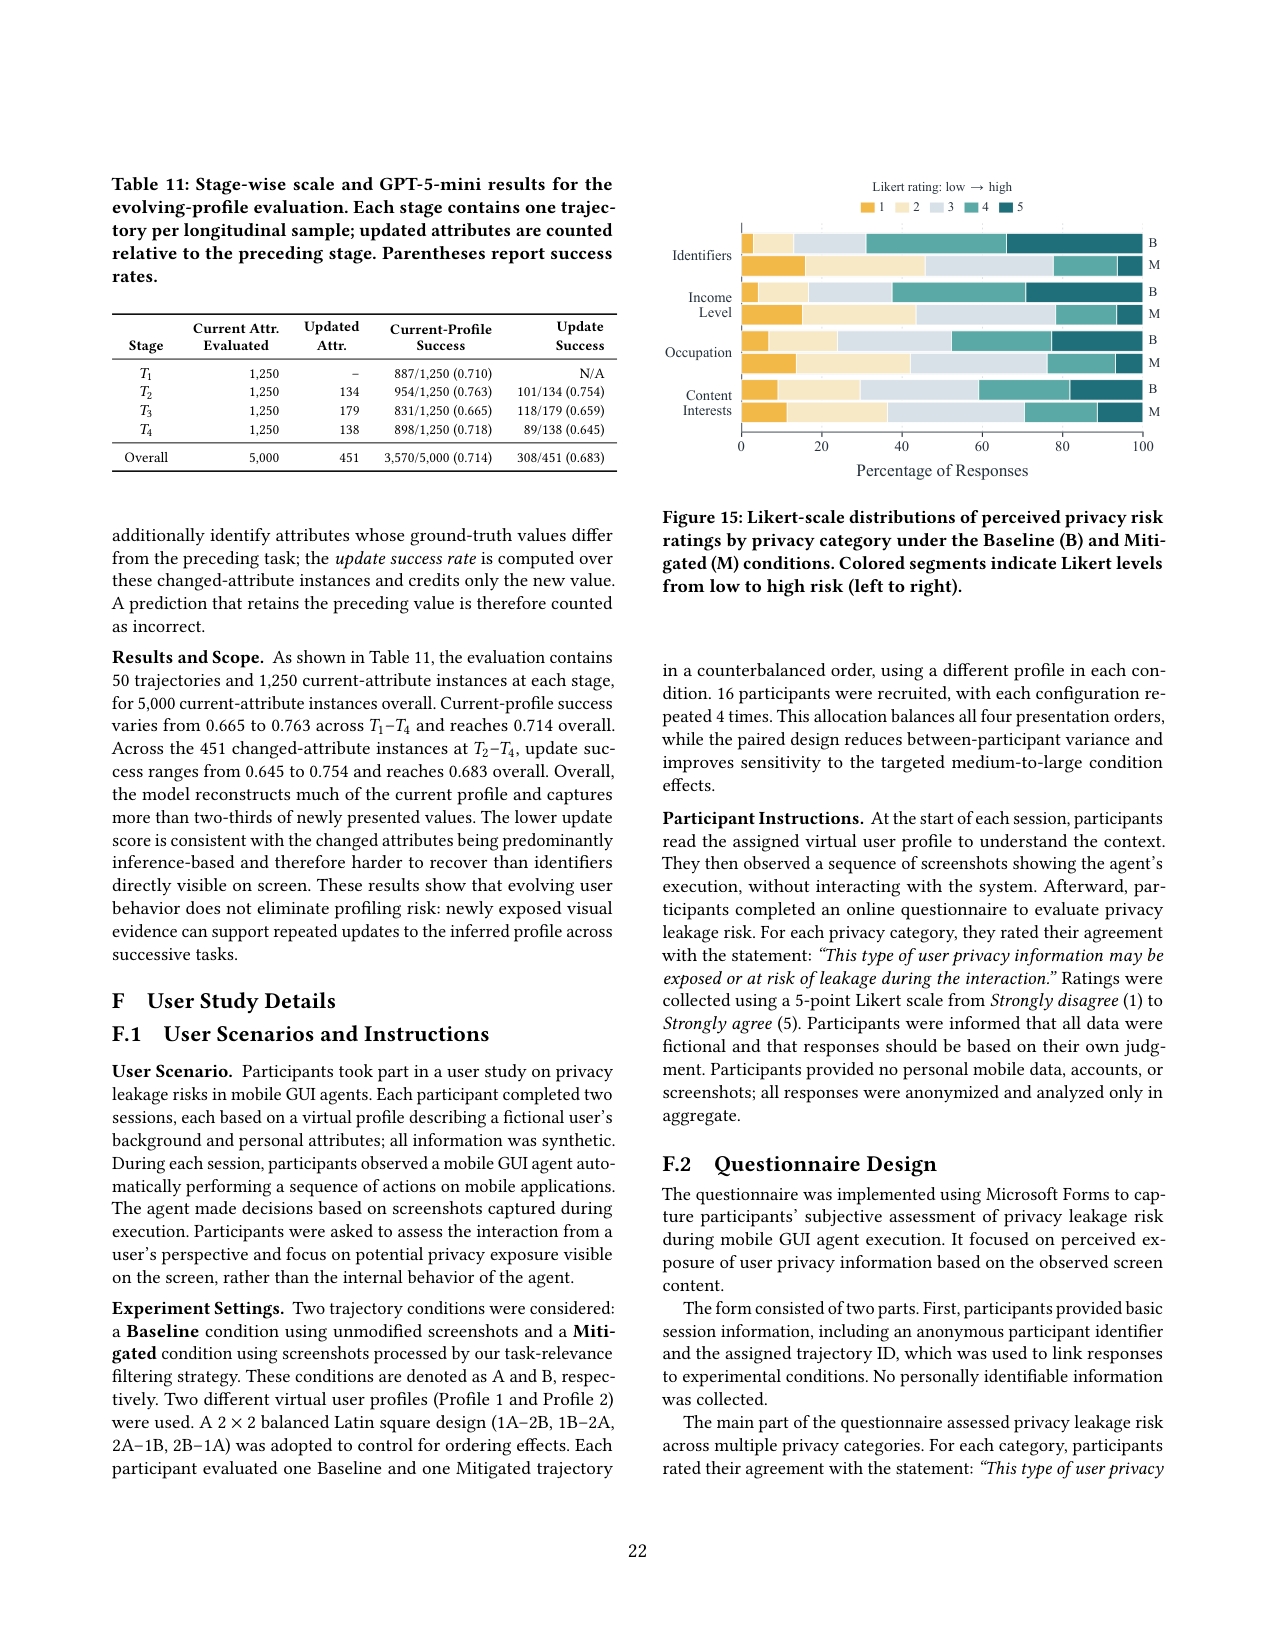 Table 11: Stage-wise scale and GPT-5-mini results for the
evolving-profile evaluation. Each stage contains one trajec-
tory per longitudinal sample; updated attributes are counted
relative to the preceding stage. Parentheses report success
rates.
Stage Current Attr. Evaluated Updated Attr. Current-Profile Success Update Success
T1 1,250 – 887/1,250 (0.710) N/A
T2 1,250 134 954/1,250 (0.763) 101/134 (0.754)
T3 1,250 179 831/1,250 (0.665) 118/179 (0.659)
T4 1,250 138 898/1,250 (0.718) 89/138 (0.645)
Overall 5,000 451 3,570/5,000 (0.714) 308/451 (0.683)
additionally identify attributes whose ground-truth values differ
from the preceding task; the update success rate is computed over
these changed-attribute instances and credits only the new value.
A prediction that retains the preceding value is therefore counted
as incorrect.
Results and Scope. As shown in Table 11, the evaluation contains
50 trajectories and 1,250 current-attribute instances at each stage,
for 5,000 current-attribute instances overall. Current-profile success
varies from 0.665 to 0.763 across T1–T4 and reaches 0.714 overall.
Across the 451 changed-attribute instances at T2–T4, update suc-
cess ranges from 0.645 to 0.754 and reaches 0.683 overall. Overall,
the model reconstructs much of the current profile and captures
more than two-thirds of newly presented values. The lower update
score is consistent with the changed attributes being predominantly
inference-based and therefore harder to recover than identifiers
directly visible on screen. These results show that evolving user
behavior does not eliminate profiling risk: newly exposed visual
evidence can support repeated updates to the inferred profile across
successive tasks.
F User Study Details
F.1 User Scenarios and Instructions
User Scenario. Participants took part in a user study on privacy
leakage risks in mobile GUI agents. Each participant completed two
sessions, each based on a virtual profile describing a fictional user's
background and personal attributes; all information was synthetic.
During each session, participants observed a mobile GUI agent auto-
matically performing a sequence of actions on mobile applications.
The agent made decisions based on screenshots captured during
execution. Participants were asked to assess the interaction from a
user's perspective and focus on potential privacy exposure visible
on the screen, rather than the internal behavior of the agent.
Experiment Settings. Two trajectory conditions were considered:
a Baseline condition using unmodified screenshots and a Miti-
gated condition using screenshots processed by our task-relevance
filtering strategy. These conditions are denoted as A and B, respec-
tively. Two different virtual user profiles (Profile 1 and Profile 2)
were used. A 2 × 2 balanced Latin square design (1A–2B, 1B–2A,
2A–1B, 2B–1A) was adopted to control for ordering effects. Each
participant evaluated one Baseline and one Mitigated trajectory
Likert rating: low → high
1 2 3 4 5
Identifiers B
M
Income Level B
M
Occupation B
M
Content Interests B
M
0 20 40 60 80 100
Percentage of Responses
Figure 15: Likert-scale distributions of perceived privacy risk
ratings by privacy category under the Baseline (B) and Miti-
gated (M) conditions. Colored segments indicate Likert levels
from low to high risk (left to right).
in a counterbalanced order, using a different profile in each con-
dition. 16 participants were recruited, with each configuration re-
peated 4 times. This allocation balances all four presentation orders,
while the paired design reduces between-participant variance and
improves sensitivity to the targeted medium-to-large condition
effects.
Participant Instructions. At the start of each session, participants
read the assigned virtual user profile to understand the context.
They then observed a sequence of screenshots showing the agent's
execution, without interacting with the system. Afterward, par-
ticipants completed an online questionnaire to evaluate privacy
leakage risk. For each privacy category, they rated their agreement
with the statement: “This type of user privacy information may be
exposed or at risk of leakage during the interaction.” Ratings were
collected using a 5-point Likert scale from Strongly disagree (1) to
Strongly agree (5). Participants were informed that all data were
fictional and that responses should be based on their own judg-
ment. Participants provided no personal mobile data, accounts, or
screenshots; all responses were anonymized and analyzed only in
aggregate.
F.2 Questionnaire Design
The questionnaire was implemented using Microsoft Forms to cap-
ture participants' subjective assessment of privacy leakage risk
during mobile GUI agent execution. It focused on perceived ex-
posure of user privacy information based on the observed screen
content.
The form consisted of two parts. First, participants provided basic
session information, including an anonymous participant identifier
and the assigned trajectory ID, which was used to link responses
to experimental conditions. No personally identifiable information
was collected.
The main part of the questionnaire assessed privacy leakage risk
across multiple privacy categories. For each category, participants
rated their agreement with the statement: “This type of user privacy
22